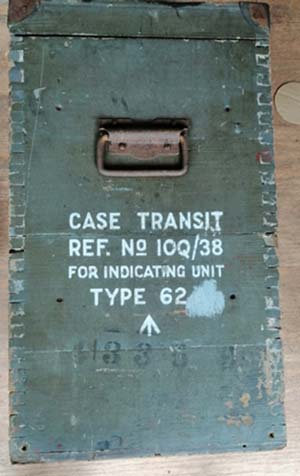 CASE TRANSIT
REF. Nº 10Q/38
FOR INDICATING UNIT
TYPE 62